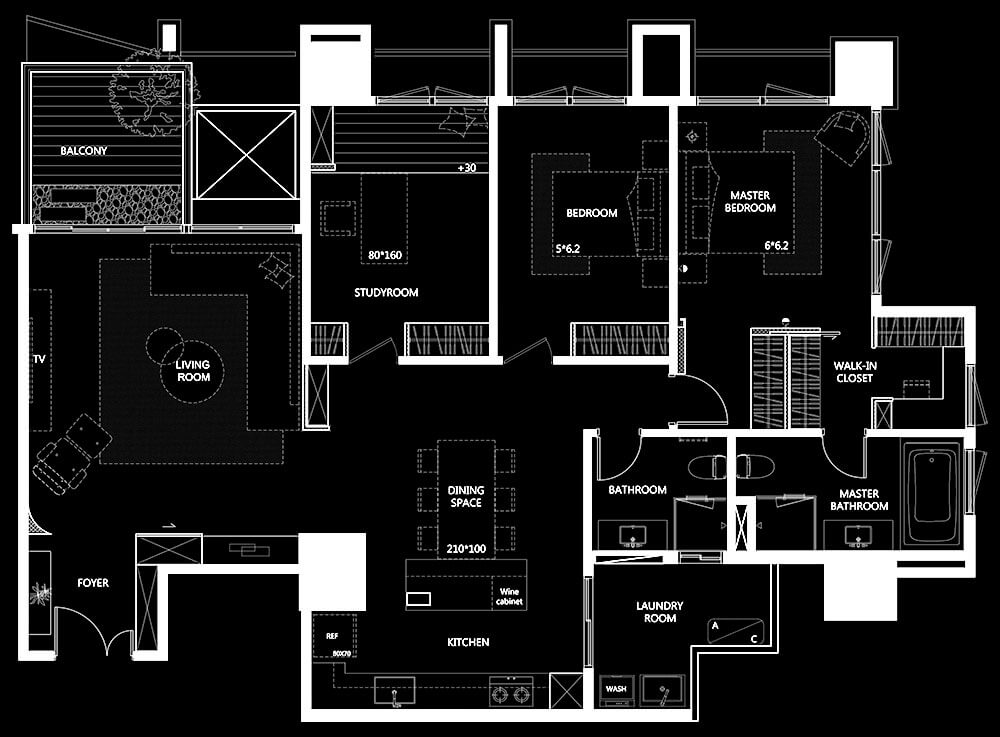 BALCONY
+30
80*160
STUDYROOM
BEDROOM
5*6.2
MASTER
BEDROOM
6*6.2
TV
LIVING
ROOM
WALK-IN
CLOSET
DINING
SPACE
210*100
BATHROOM
MASTER
BATHROOM
FOYER
Wine
cabinet
REF
80X70
KITCHEN
LAUNDRY
ROOM
A
C
WASH